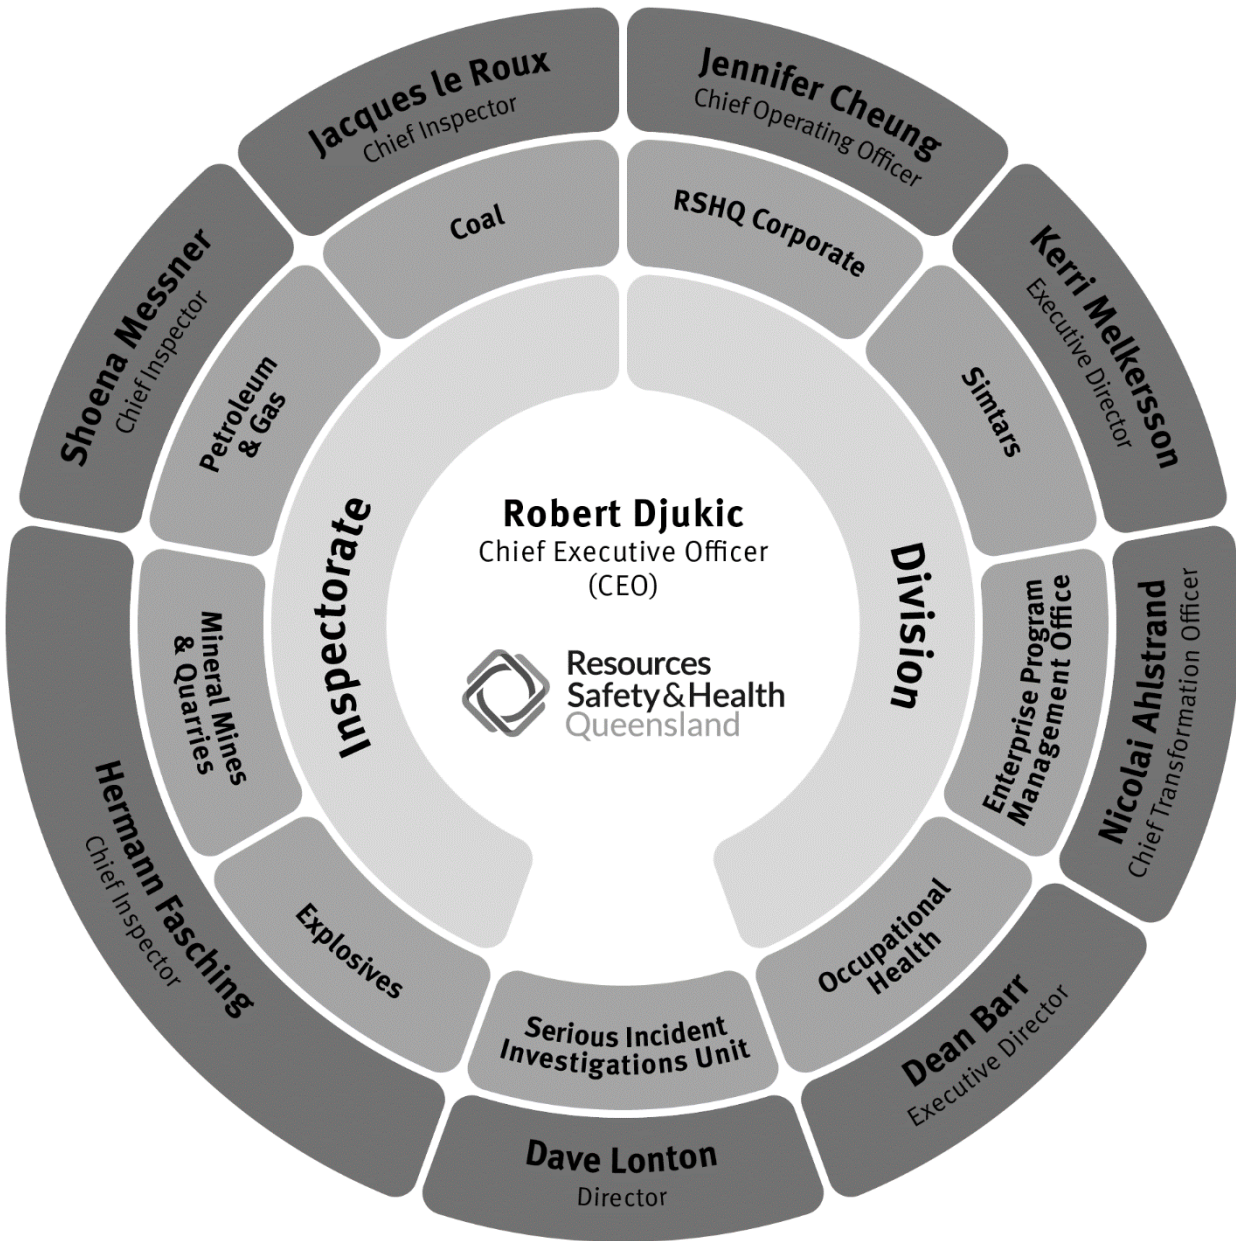 Robert Djukic
Chief Executive Officer
(CEO)
Resources
Safety&Health
Queensland
Inspectorate
Division
Jacques le Roux
Chief Inspector
Coal
Jennifer Cheung
Chief Operating Officer
RSHQ Corporate
Kerri Melkersson
Executive Director
Simtars
Nicolai Ahlstrand
Chief Transformation Officer
Enterprise Program
Management Office
Dean Barr
Executive Director
Occupational
Health
Serious Incident
Investigations Unit
Dave Lonton
Director
Hermann Fasching
Chief Inspector
Explosives
Mineral Mines
& Quarries
Shoena Messner
Chief Inspector
Petroleum
& Gas